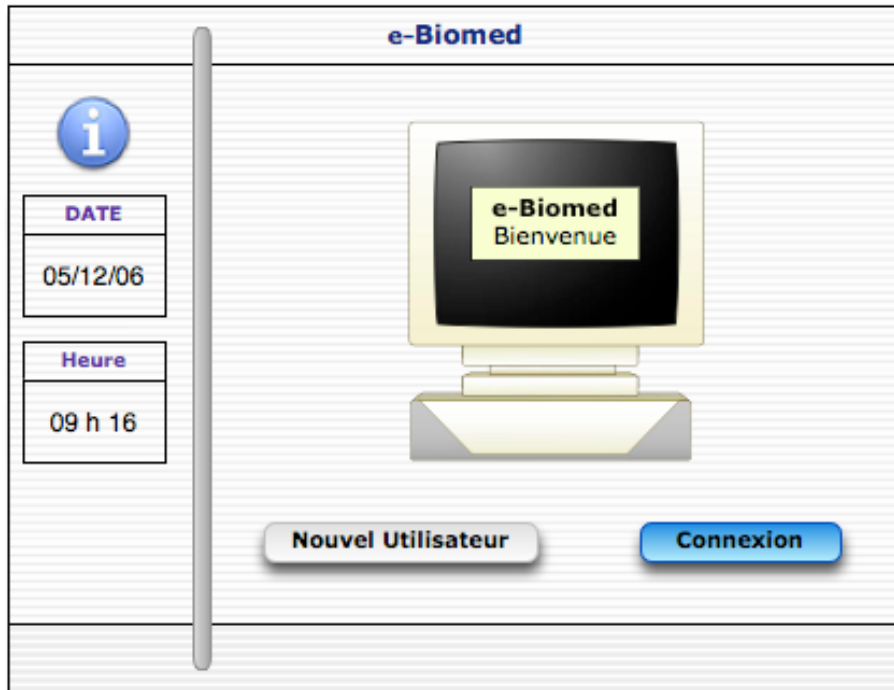 e-Biomed
DATE
05/12/06
Heure
09 h 16
e-Biomed
Bienvenue
Nouvel Utilisateur
Connexion